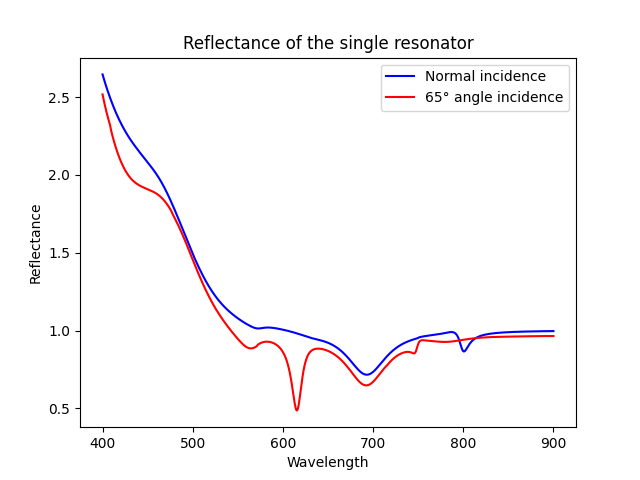 Reflectance of the single resonator
Normal incidence
65° angle incidence
2.5
2.0
1.5
1.0
0.5
Reflectance
400 500 600 700 800 900
Wavelength